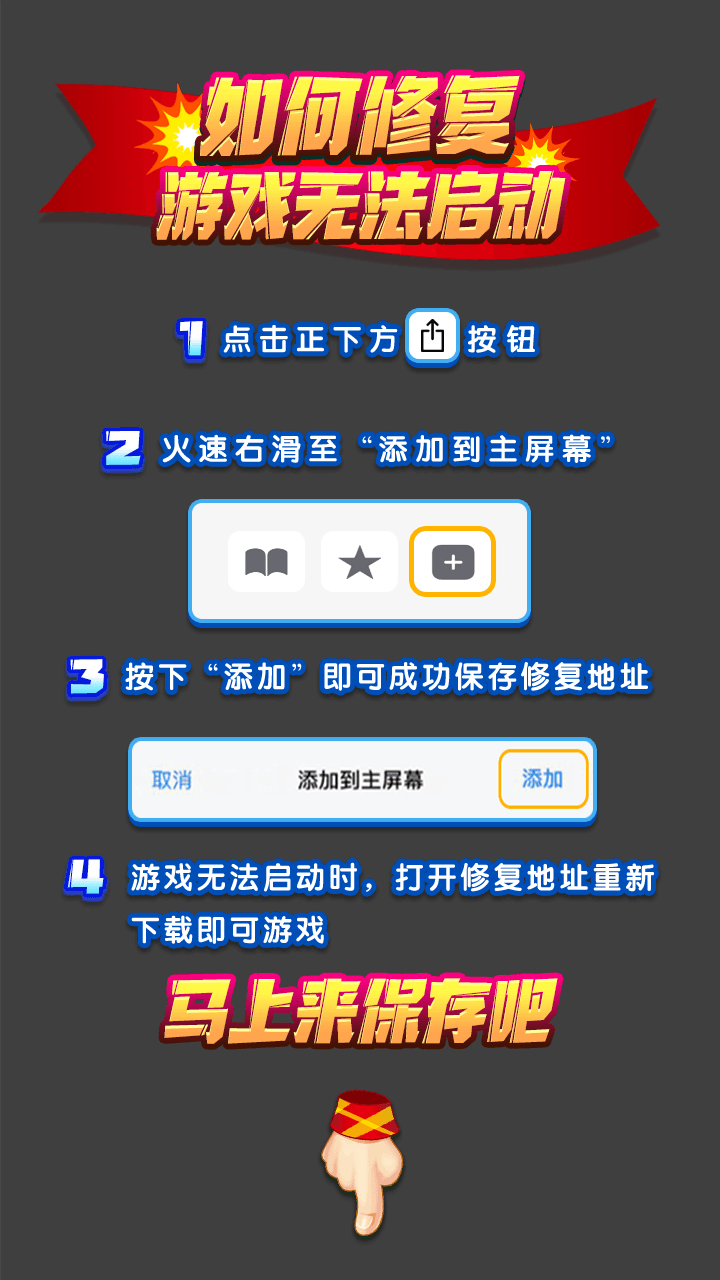 如何修复
游戏无法启动
1 点击正下方 按钮
2 火速右滑至“添加到主屏幕”
3 按下“添加”即可成功保存修复地址
取消 添加到主屏幕 添加
4 游戏无法启动时，打开修复地址重新
下载即可游戏
马上来保存吧